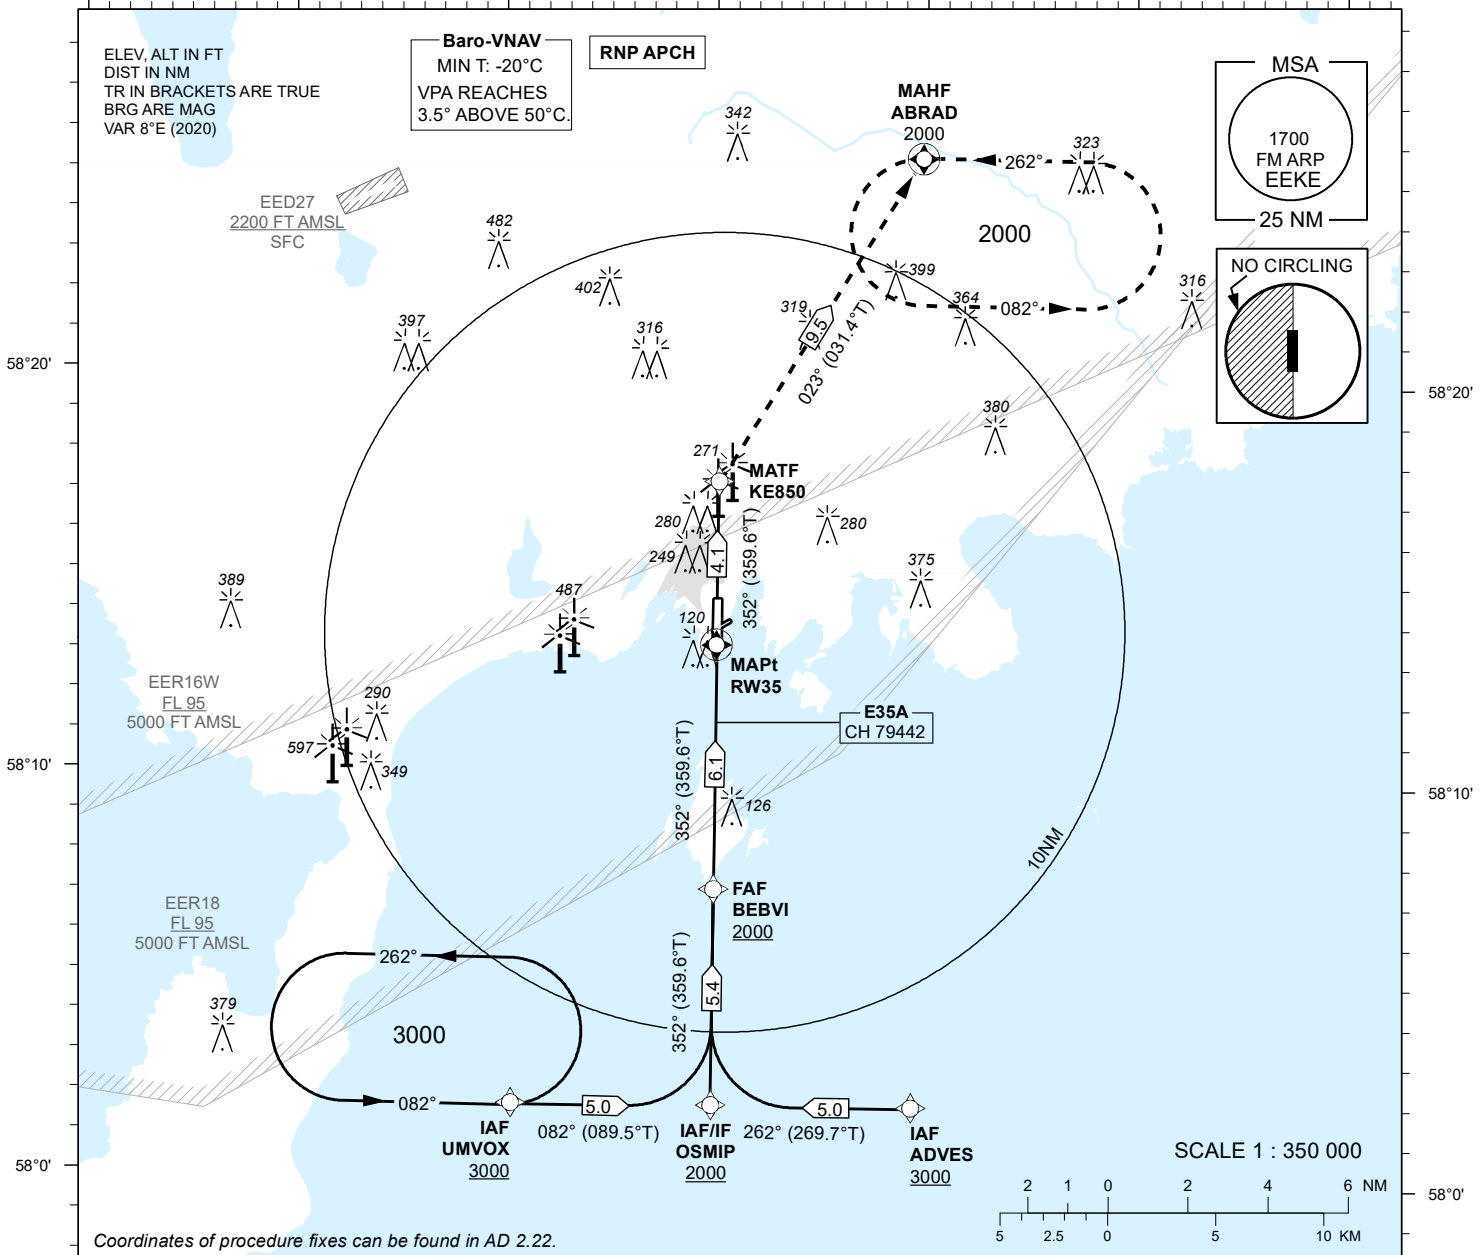 ELEV, ALT IN FT
DIST IN NM
TR IN BRACKETS ARE TRUE
BRG ARE MAG
VAR 8°E (2020)
Baro-VNAV
MIN T: -20°C
VPA REACHES
3.5° ABOVE 50°C.
RNP APCH
MAHF
ABRAD
2000
MSA
1700
FM ARP
EEKE
25 NM
NO CIRCLING
342
323
262°
2000
082°
EED27
2200 FT AMSL
SFC
482
402
397
316
319
399
364
316
9.5
023° (031.4°T)
58°20'
58°20'
380
271
MATF
KE850
280
249
280
4.1
352° (359.6°T)
375
389
487
120
MAPt
RW35
EER16W
FL 95
5000 FT AMSL
290
597
349
E35A
CH 79442
352° (359.6°T)
6.1
126
58°10'
58°10'
10NM
FAF
BEBVI
2000
EER18
FL 95
5000 FT AMSL
262°
379
3000
082°
352° (359.6°T)
5.4
5.0
5.0
082° (089.5°T)
262° (269.7°T)
IAF
UMVOX
3000
IAF/IF
OSMIP
2000
IAF
ADVES
3000
58°0'
58°0'
SCALE 1 : 350 000
2 1 0 2 4 6 NM
5 2.5 0 5 10 KM
Coordinates of procedure fixes can be found in AD 2.22.